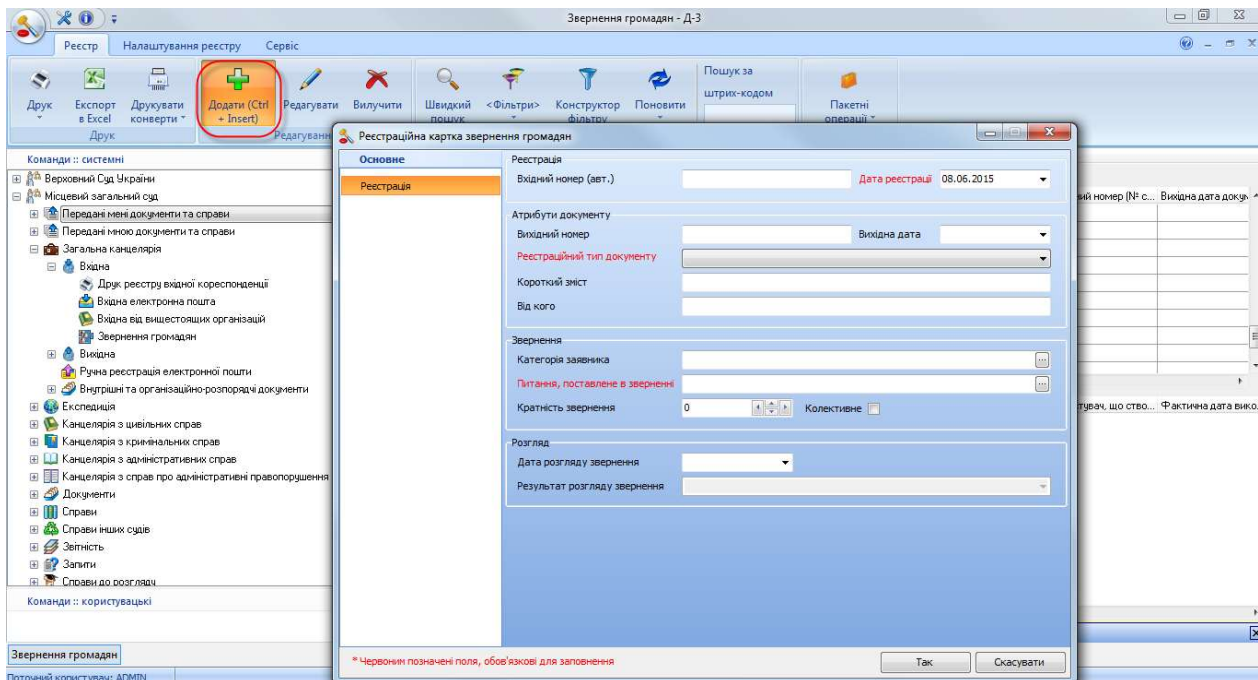 Звернення громадян - Д-3
Реєстр Налаштування реєстру Сервіс
Друк
Експорт в Excel
Друкувати конверти
Додати (Ctrl + Insert)
Редагувати
Вилучити
Швидкий пошук
<Фільтри>
Конструктор фільтру
Поновити
Пошук за штрих-кодом
Пакетні операції
Друк
Команди :: системні
Верховний Суд України
Місцевий загальний суд
Передані мені документи та справи
Передані мною документи та справи
Загальна канцелярія
Вхідна
Друк реєстру вхідної кореспонденції
Вхідна електронна пошта
Вхідна від вищестоящих організацій
Звернення громадян
Вихідна
Ручна реєстрація електронної пошти
Внутрішні та організаційно-розпорядчі документи
Експедиція
Канцелярія з цивільних справ
Канцелярія з кримінальних справ
Канцелярія з адміністративних справ
Канцелярія з справ про адміністративні правопорушення
Документи
Справи
Справи інших судів
Звітність
Запити
Справи до розгляду
Команди :: користувацькі
Звернення громадян
Поточний користувач: ADMIN
Реєстраційна картка звернення громадян
Основне
Реєстрація
Реєстрація
Вхідний номер (авт.) Дата реєстрації 08.06.2015
Атрибути документу
Вихідний номер Вихідна дата
Реєстраційний тип документу
Короткий зміст
Від кого
Звернення
Категорія заявника
Питання, поставлене в зверненні
Кратність звернення 0 Колективне
Розгляд
Дата розгляду звернення
Результат розгляду звернення
* Червоним позначені поля, обов'язкові для заповнення
Так Скасувати
номер (№ с... Вихідна дата докум
що ство... Фактична дата вико